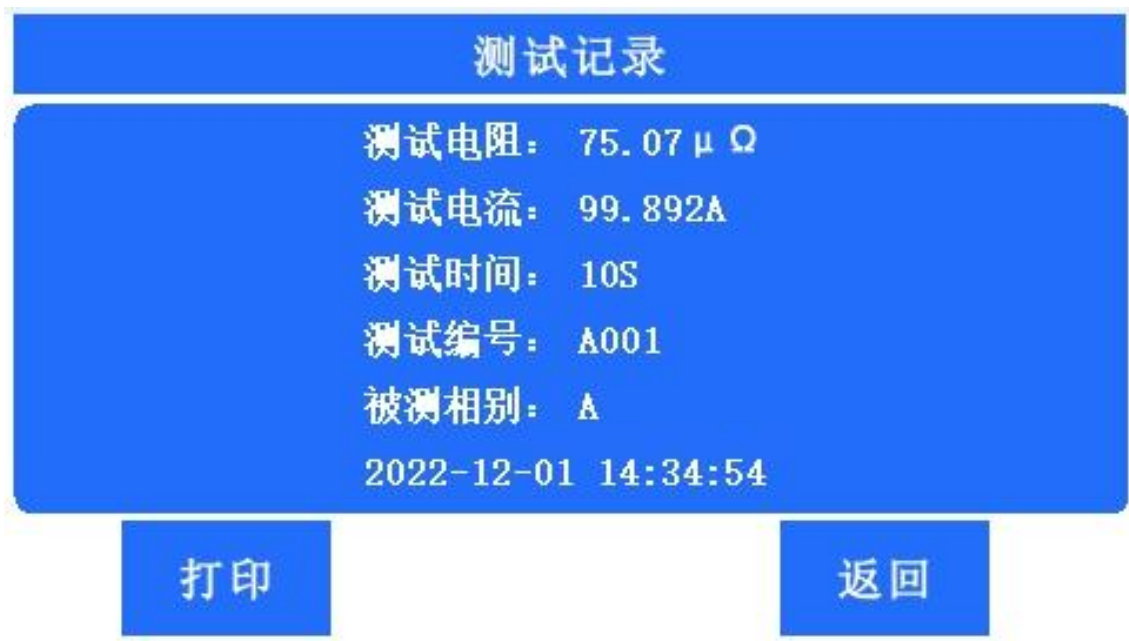 测试记录
测试电阻： 75.07μΩ
测试电流： 99.892A
测试时间： 10S
测试编号： A001
被测相别： A
2022-12-01 14:34:54
打印
返回